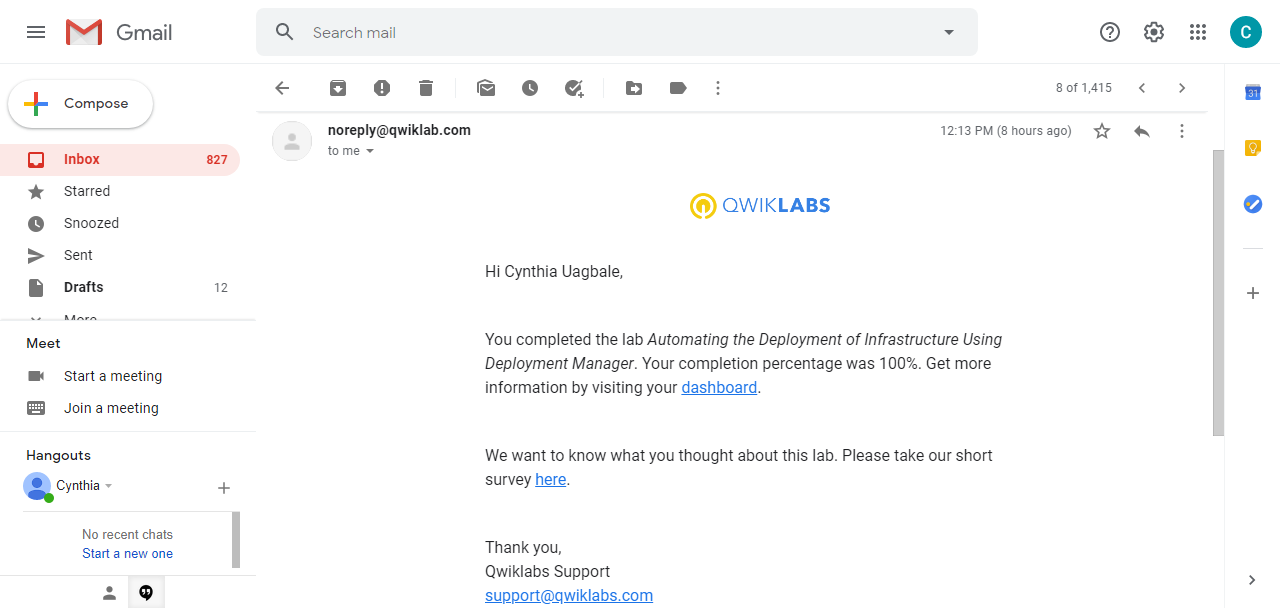 Gmail
Search mail
C
Compose
8 of 1,415
31
Inbox 827
Starred
Snoozed
Sent
Drafts 12
More
Meet
Start a meeting
Join a meeting
Hangouts
Cynthia
No recent chats
Start a new one
noreply@qwiklab.com
12:13 PM (8 hours ago)
to me
QWIKLABS
Hi Cynthia Uagbale,
You completed the lab Automating the Deployment of Infrastructure Using
Deployment Manager. Your completion percentage was 100%. Get more
information by visiting your dashboard.
We want to know what you thought about this lab. Please take our short
survey here.
Thank you,
Qwiklabs Support
support@qwiklabs.com